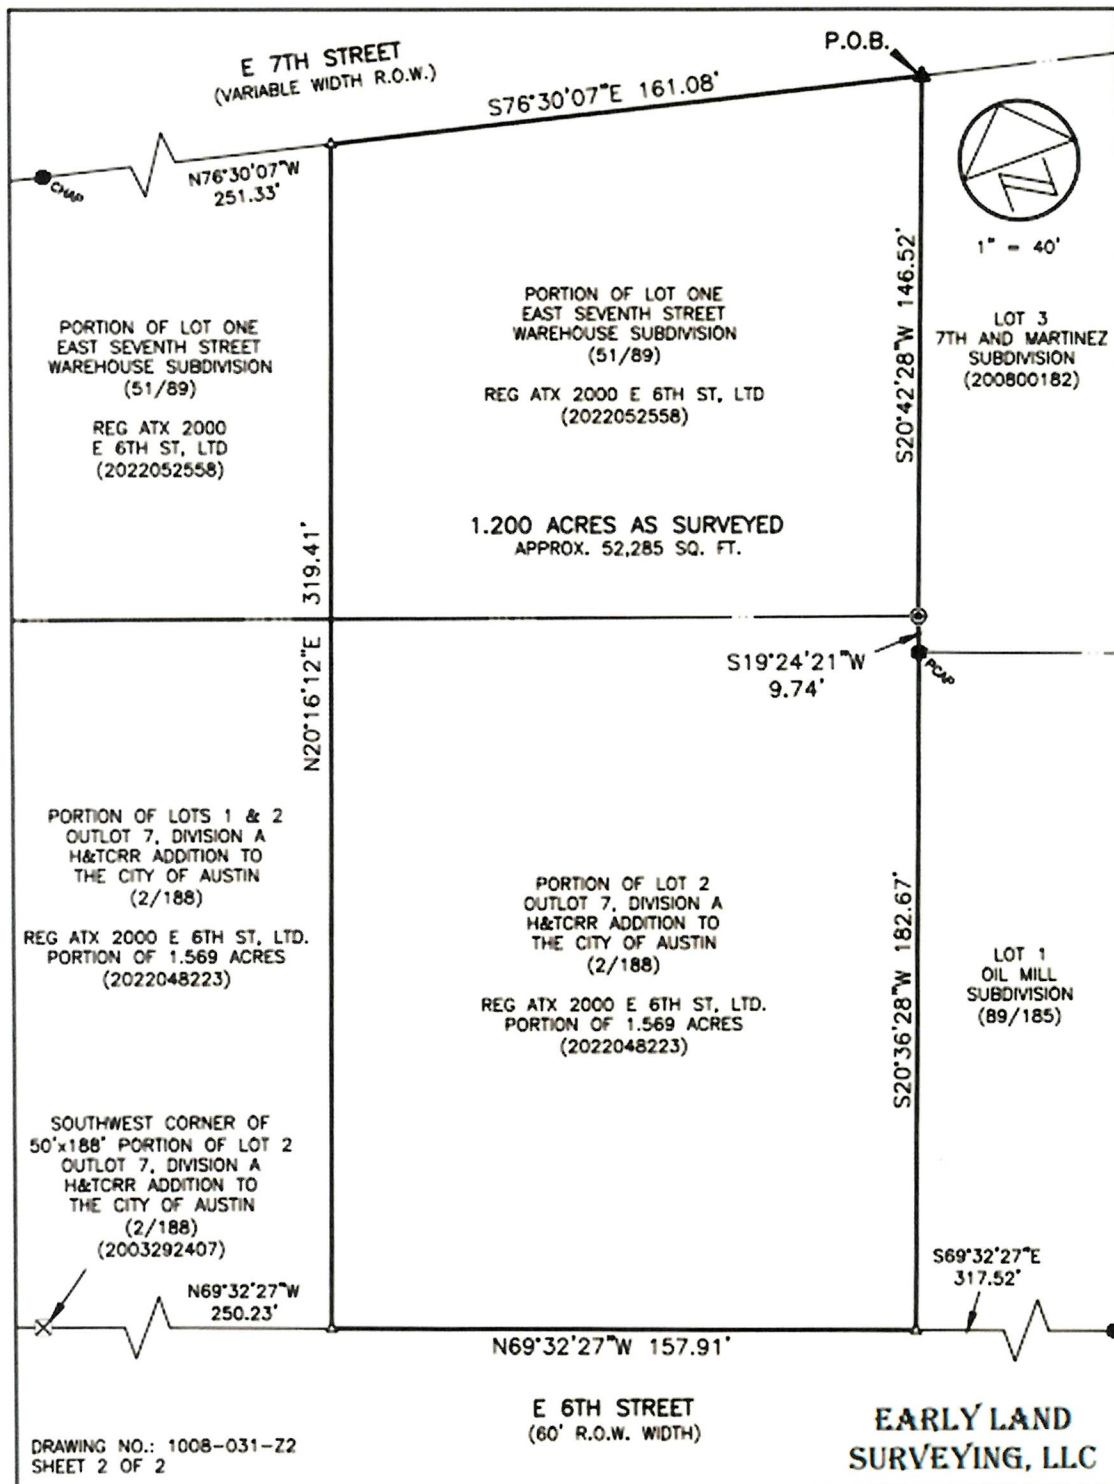 E 7TH STREET
(VARIABLE WIDTH R.O.W.)
P.O.B.
S76°30'07"E 161.08'
N76°30'07"W
251.33'
CHAP
1" = 40'
PORTION OF LOT ONE
EAST SEVENTH STREET
WAREHOUSE SUBDIVISION
(51/89)
REG ATX 2000
E 6TH ST, LTD
(2022052558)
PORTION OF LOT ONE
EAST SEVENTH STREET
WAREHOUSE SUBDIVISION
(51/89)
REG ATX 2000 E 6TH ST, LTD
(2022052558)
S20°42'28"W 146.52'
LOT 3
7TH AND MARTINEZ
SUBDIVISION
(200800182)
1.200 ACRES AS SURVEYED
APPROX. 52,285 SQ. FT.
N20°16'12"E 319.41'
S19°24'21"W
9.74'
PCAP
PORTION OF LOTS 1 & 2
OUTLOT 7, DIVISION A
H&TCRR ADDITION TO
THE CITY OF AUSTIN
(2/188)
REG ATX 2000 E 6TH ST, LTD.
PORTION OF 1.569 ACRES
(2022048223)
PORTION OF LOT 2
OUTLOT 7, DIVISION A
H&TCRR ADDITION TO
THE CITY OF AUSTIN
(2/188)
REG ATX 2000 E 6TH ST, LTD.
PORTION OF 1.569 ACRES
(2022048223)
S20°36'28"W 182.67'
LOT 1
OIL MILL
SUBDIVISION
(89/185)
SOUTHWEST CORNER OF
50'x188' PORTION OF LOT 2
OUTLOT 7, DIVISION A
H&TCRR ADDITION TO
THE CITY OF AUSTIN
(2/188)
(2003292407)
N69°32'27"W
250.23'
S69°32'27"E
317.52'
N69°32'27"W 157.91'
E 6TH STREET
(60' R.O.W. WIDTH)
DRAWING NO.: 1008-031-Z2
SHEET 2 OF 2
EARLY LAND
SURVEYING, LLC